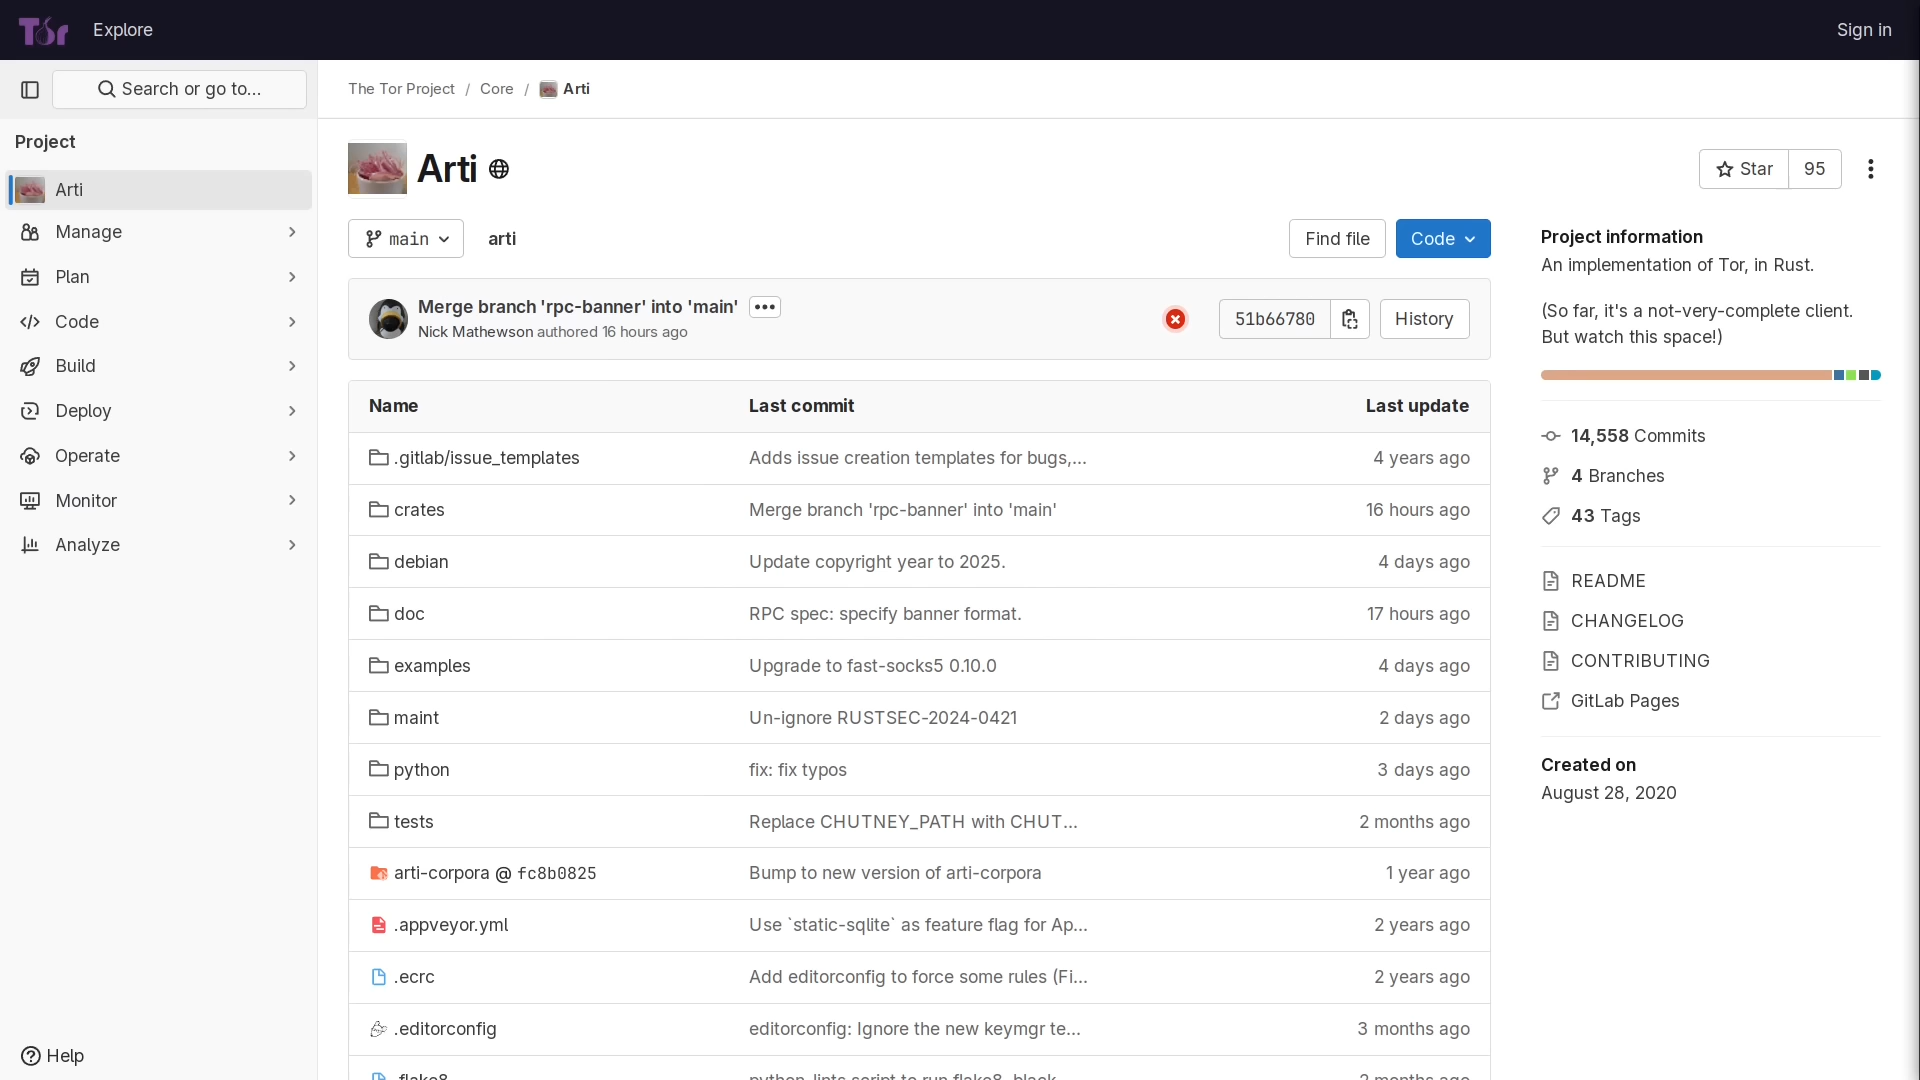 Tor
Explore
Sign in
Search or go to…
The Tor Project / Core / Arti
Project
Arti
Manage
Plan
Code
Build
Deploy
Operate
Monitor
Analyze
Help
Arti
Star 95
main
arti
Find file
Code
Merge branch 'rpc-banner' into 'main'
Nick Mathewson authored 16 hours ago
51b66780
History
Name Last commit Last update
.gitlab/issue_templates Adds issue creation templates for bugs,... 4 years ago
crates Merge branch 'rpc-banner' into 'main' 16 hours ago
debian Update copyright year to 2025. 4 days ago
doc RPC spec: specify banner format. 17 hours ago
examples Upgrade to fast-socks5 0.10.0 4 days ago
maint Un-ignore RUSTSEC-2024-0421 2 days ago
python fix: fix typos 3 days ago
tests Replace CHUTNEY_PATH with CHUT... 2 months ago
arti-corpora @ fc8b0825 Bump to new version of arti-corpora 1 year ago
.appveyor.yml Use `static-sqlite` as feature flag for Ap... 2 years ago
.ecrc Add editorconfig to force some rules (Fi... 2 years ago
.editorconfig editorconfig: Ignore the new keymgr te... 3 months ago
.flake8 python-lints script to run flake8, black, ... 2 months ago
Project information
An implementation of Tor, in Rust.
(So far, it's a not-very-complete client.
But watch this space!)
14,558 Commits
4 Branches
43 Tags
README
CHANGELOG
CONTRIBUTING
GitLab Pages
Created on
August 28, 2020